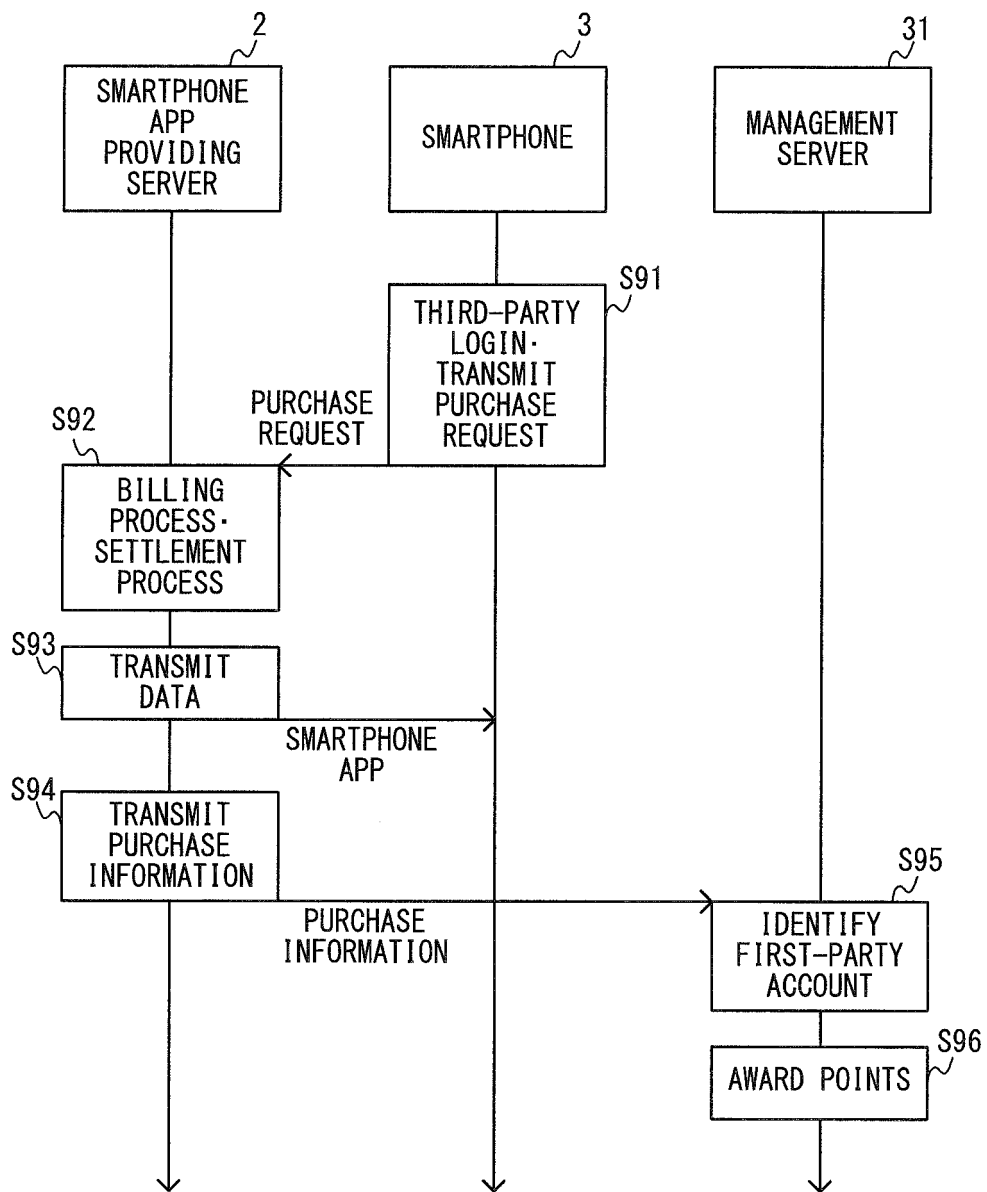 2
3
31
SMARTPHONE
APP
PROVIDING
SERVER
SMARTPHONE
MANAGEMENT
SERVER
S91
THIRD-PARTY
LOGIN·
TRANSMIT
PURCHASE
REQUEST
PURCHASE
REQUEST
S92
BILLING
PROCESS·
SETTLEMENT
PROCESS
S93
TRANSMIT
DATA
SMARTPHONE
APP
S94
TRANSMIT
PURCHASE
INFORMATION
PURCHASE
INFORMATION
S95
IDENTIFY
FIRST-PARTY
ACCOUNT
S96
AWARD POINTS